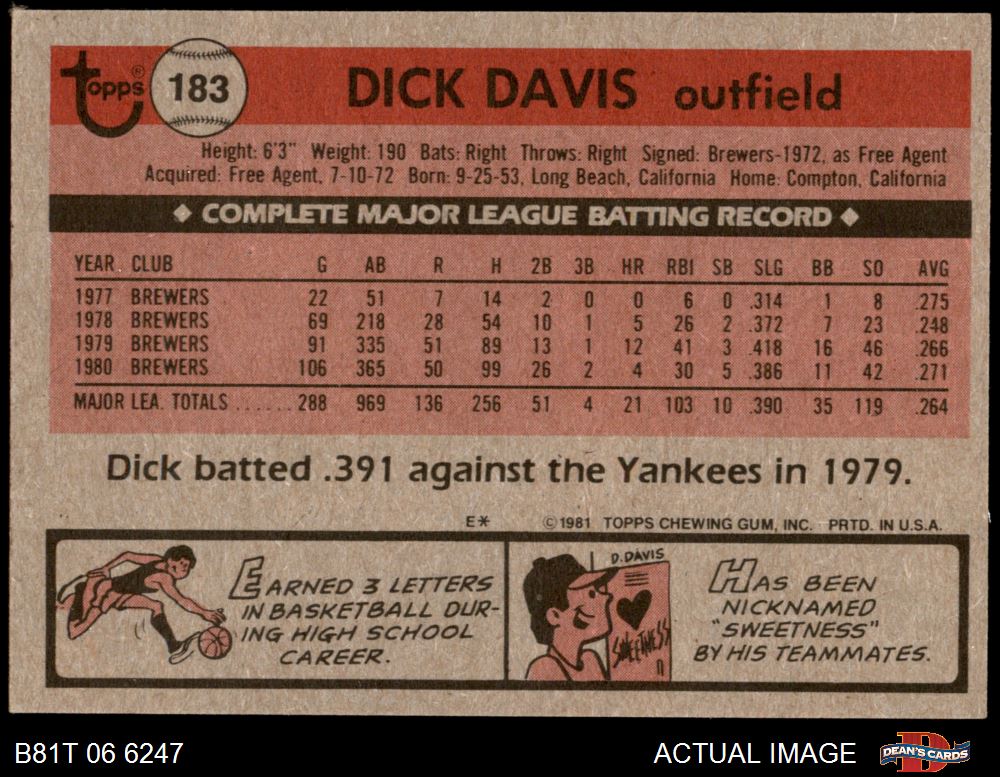 Topps® 183 DICK DAVIS outfield
Height: 6'3" Weight: 190 Bats: Right Throws: Right Signed: Brewers-1972, as Free Agent
Acquired: Free Agent, 7-10-72 Born: 9-25-53, Long Beach, California Home: Compton, California
◆ COMPLETE MAJOR LEAGUE BATTING RECORD ◆
YEAR CLUB G AB R H 2B 3B HR RBI SB SLG BB SO AVG
1977 BREWERS 22 51 7 14 2 0 0 6 0 .314 1 8 .275
1978 BREWERS 69 218 28 54 10 1 5 26 2 .372 7 23 .248
1979 BREWERS 91 335 51 89 13 1 12 41 3 .418 16 46 .266
1980 BREWERS 106 365 50 99 26 2 4 30 5 .386 11 42 .271
MAJOR LEA. TOTALS ...... 288 969 136 256 51 4 21 103 10 .390 35 119 .264
Dick batted .391 against the Yankees in 1979.
E* © 1981 TOPPS CHEWING GUM, INC. PRTD. IN U.S.A.
EARNED 3 LETTERS
IN BASKETBALL DUR-
ING HIGH SCHOOL
CAREER.
D. DAVIS
SWEETNESS
HAS BEEN
NICKNAMED
"SWEETNESS"
BY HIS TEAMMATES.
B81T 06 6247 ACTUAL IMAGE DEAN'S CARDS